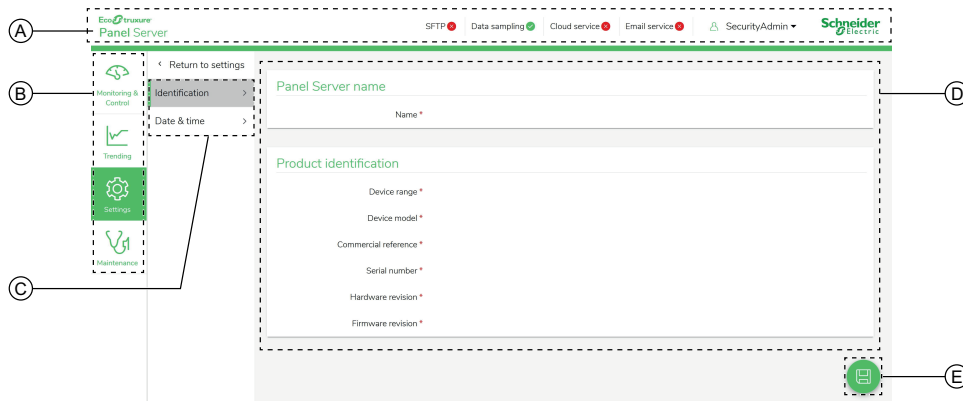 EcoStruxure
Panel Server
SFTP Data sampling Cloud service Email service SecurityAdmin
Schneider
Electric
A
B
C
D
E
Monitoring &
Control
Trending
Settings
Maintenance
< Return to settings
Identification >
Date & time >
Panel Server name
Name *
Product identification
Device range *
Device model *
Commercial reference *
Serial number *
Hardware revision *
Firmware revision *